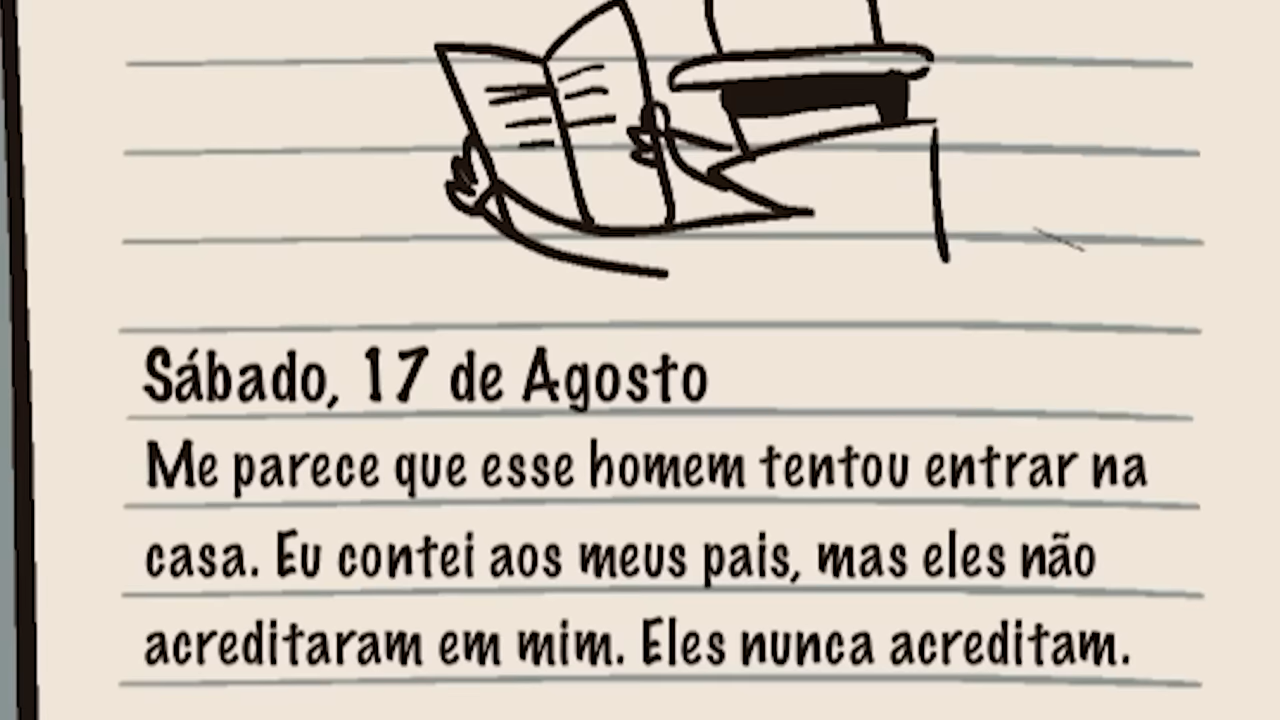 Sábado, 17 de Agosto
Me parece que esse homem tentou entrar na
casa. Eu contei aos meus pais, mas eles não
acreditaram em mim. Eles nunca acreditam.